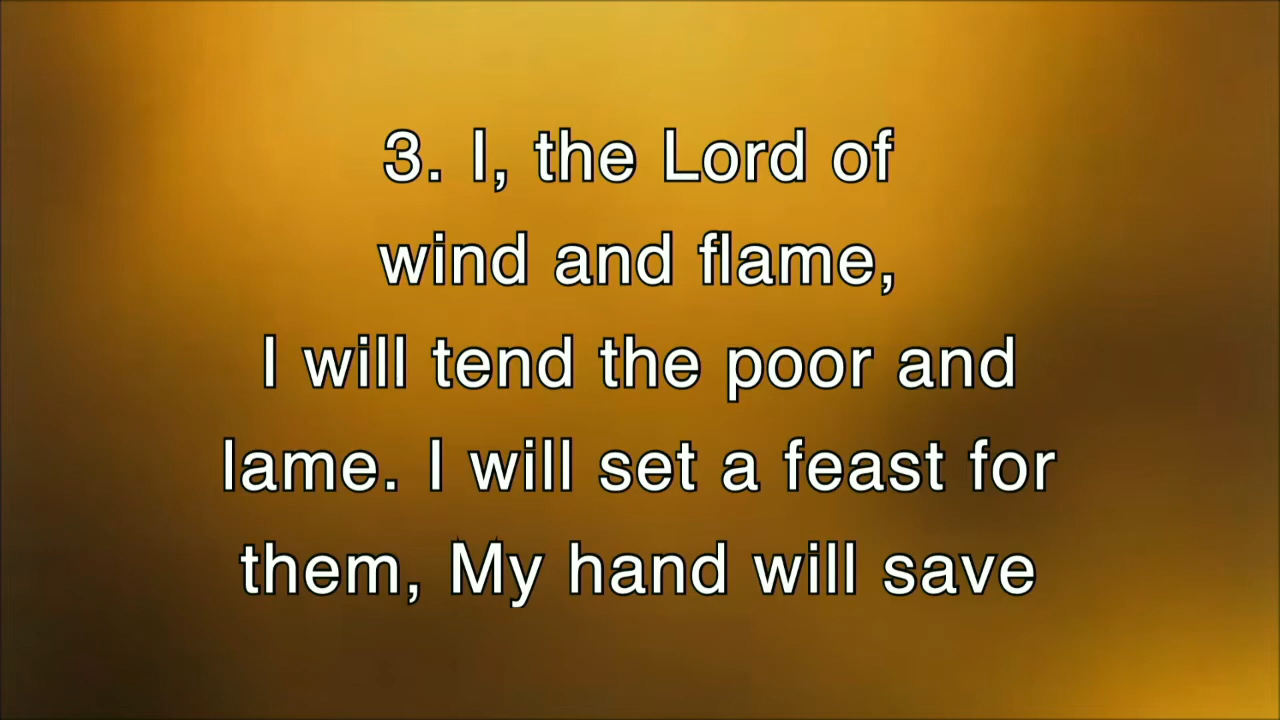 3. I, the Lord of
wind and flame,
I will tend the poor and
lame. I will set a feast for
them, My hand will save